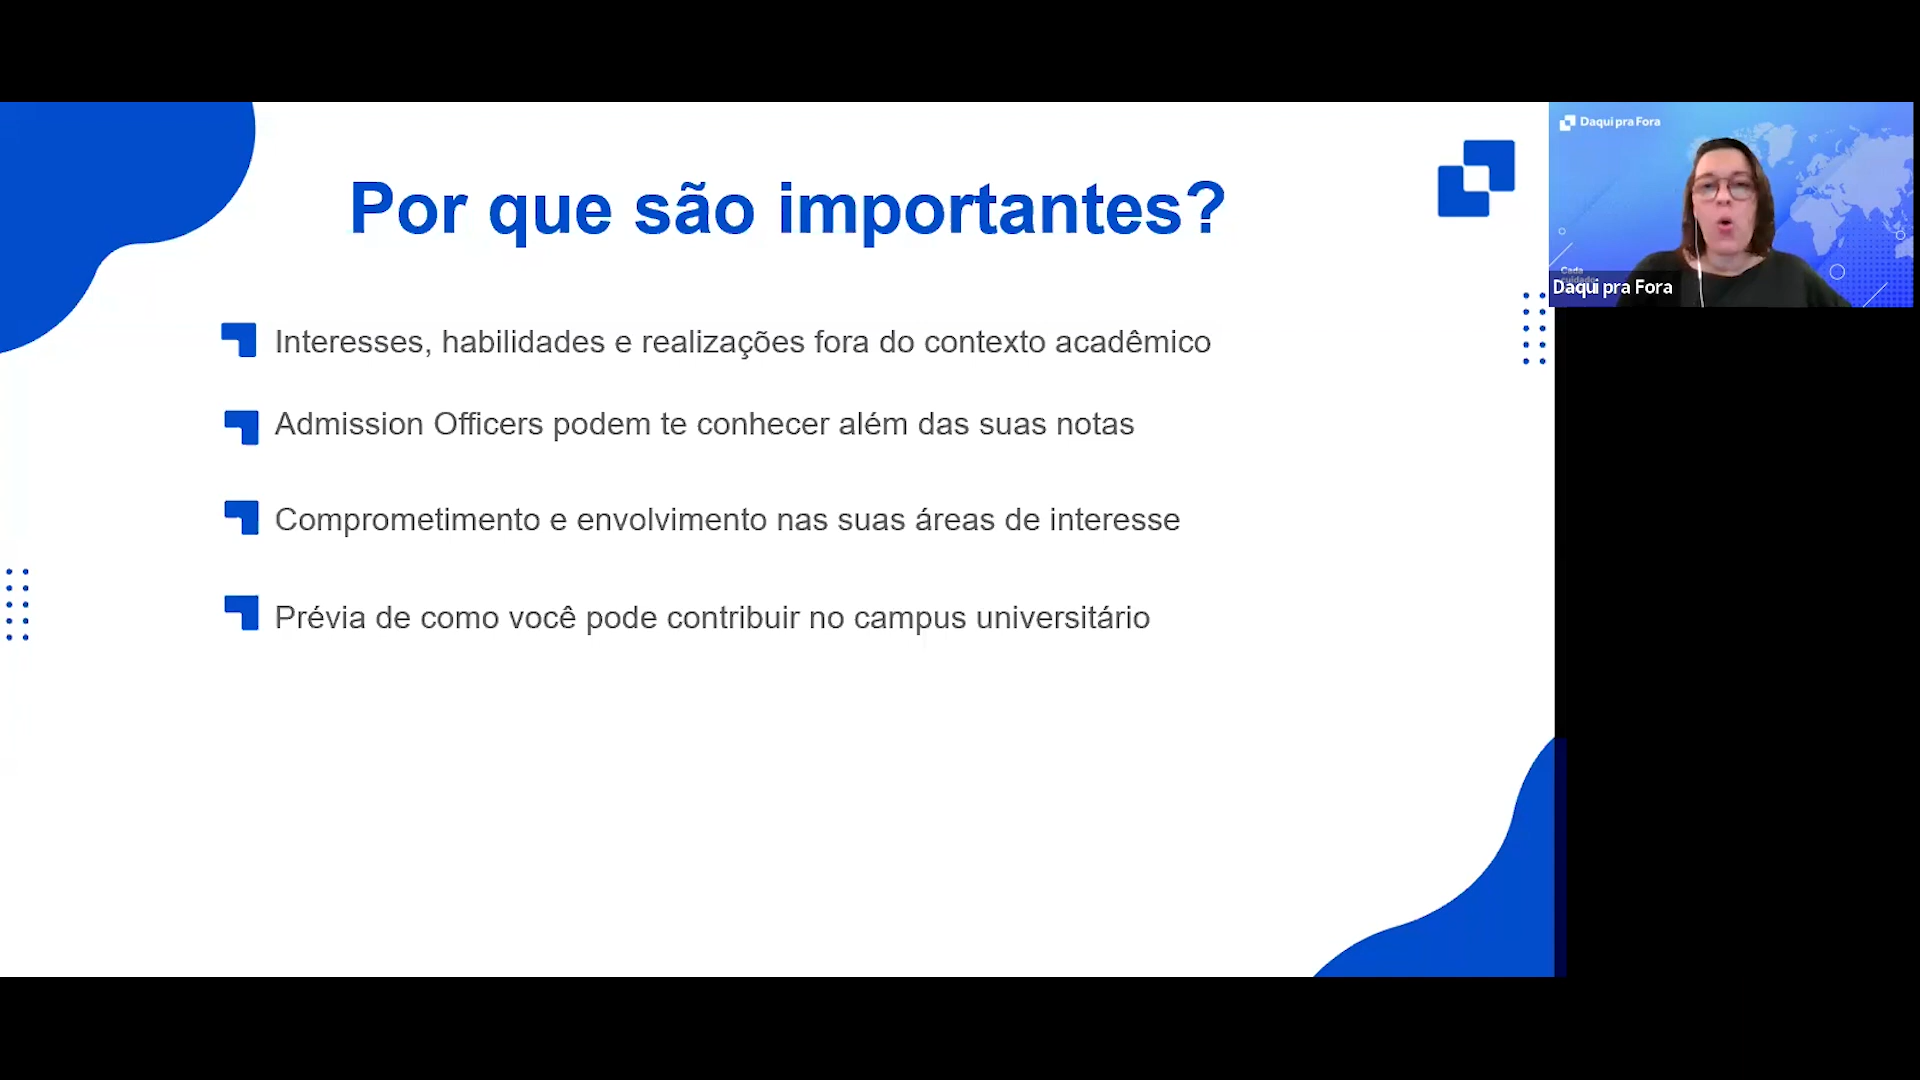 Por que são importantes?
Interesses, habilidades e realizações fora do contexto acadêmico
Admission Officers podem te conhecer além das suas notas
Comprometimento e envolvimento nas suas áreas de interesse
Prévia de como você pode contribuir no campus universitário
Daqui pra Fora
Cada
cuidado
Daqui pra Fora